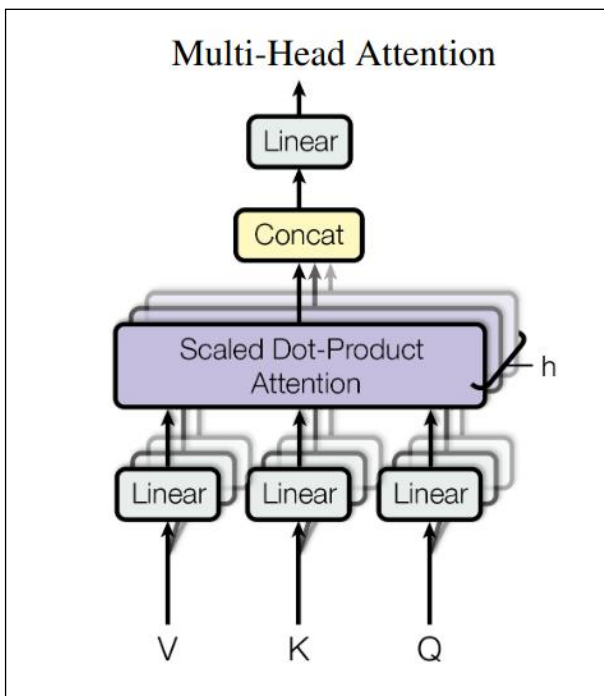 Multi-Head Attention
Linear
Concat
Scaled Dot-Product
Attention
h
Linear
Linear
Linear
V
K
Q